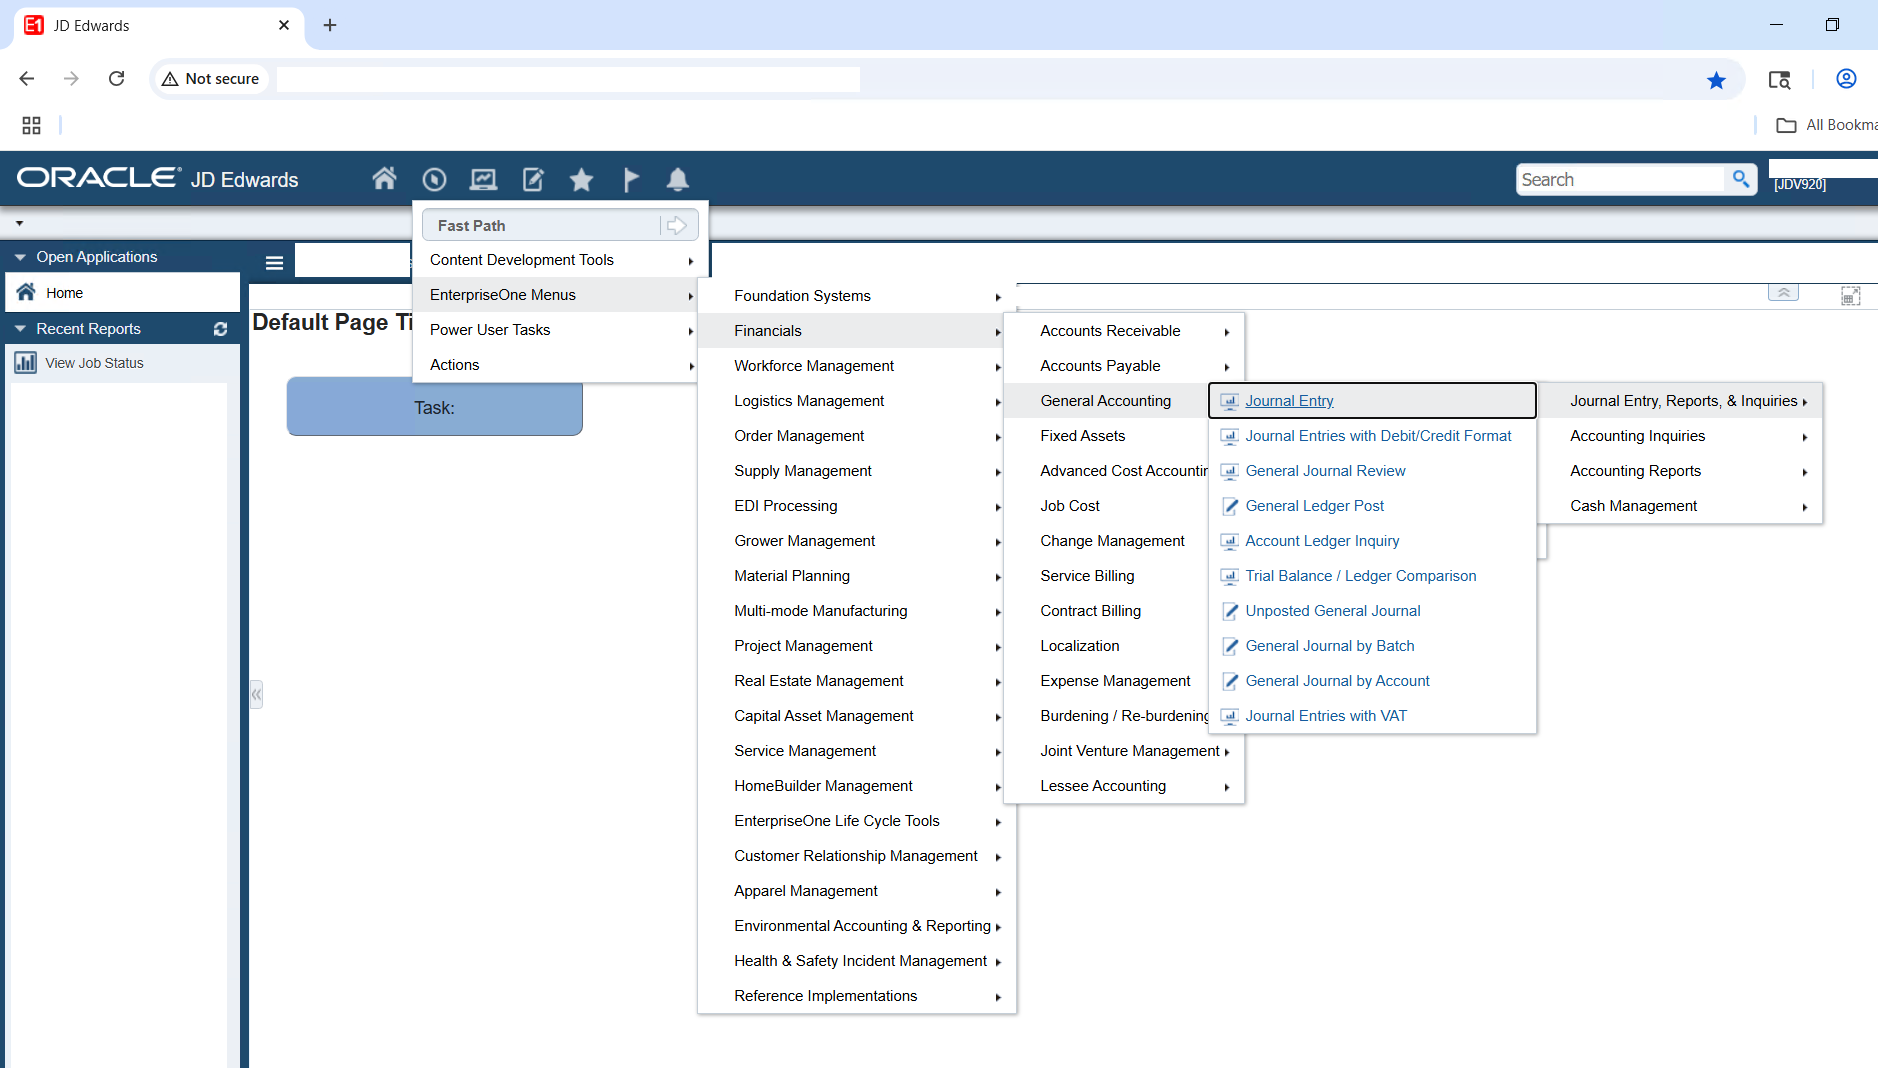 JD Edwards
Not secure
All Bookma
ORACLE JD Edwards
Search
[JDV920]
Open Applications
Home
Recent Reports
View Job Status
Default Page Ti
Task:
Fast Path
Content Development Tools
EnterpriseOne Menus
Power User Tasks
Actions
Foundation Systems
Financials
Workforce Management
Logistics Management
Order Management
Supply Management
EDI Processing
Grower Management
Material Planning
Multi-mode Manufacturing
Project Management
Real Estate Management
Capital Asset Management
Service Management
HomeBuilder Management
EnterpriseOne Life Cycle Tools
Customer Relationship Management
Apparel Management
Environmental Accounting & Reporting
Health & Safety Incident Management
Reference Implementations
Accounts Receivable
Accounts Payable
General Accounting
Fixed Assets
Advanced Cost Accountin
Job Cost
Change Management
Service Billing
Contract Billing
Localization
Expense Management
Burdening / Re-burdening
Joint Venture Management
Lessee Accounting
Journal Entry
Journal Entries with Debit/Credit Format
General Journal Review
General Ledger Post
Account Ledger Inquiry
Trial Balance / Ledger Comparison
Unposted General Journal
General Journal by Batch
General Journal by Account
Journal Entries with VAT
Journal Entry, Reports, & Inquiries
Accounting Inquiries
Accounting Reports
Cash Management